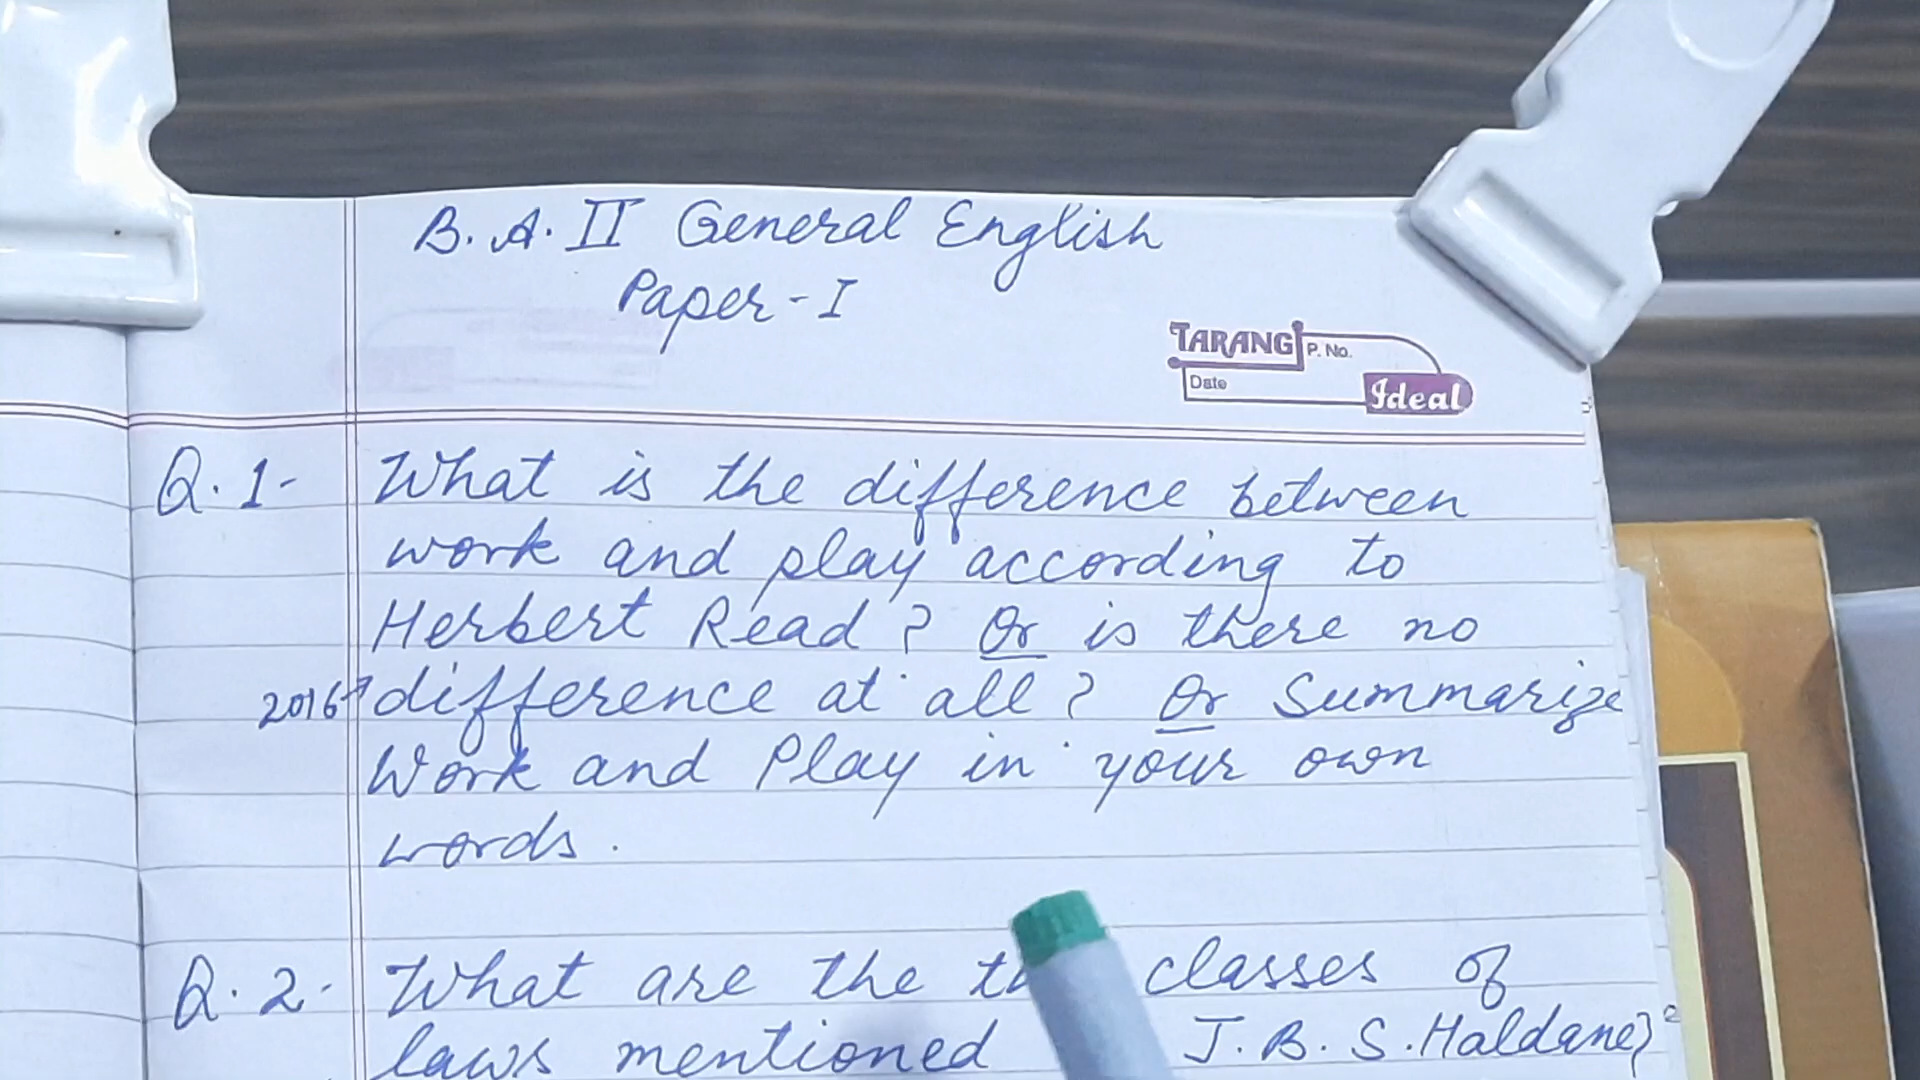 B. A. II General English
Paper - I
TARANG P. No.
Date Ideal
Q. 1- What is the difference between
work and play according to
Herbert Read? Or is there no
2016→ difference at all? Or Summarize
Work and Play in your own
words.
Q. 2- What are the classes of
laws mentioned J. B. S. Haldane?